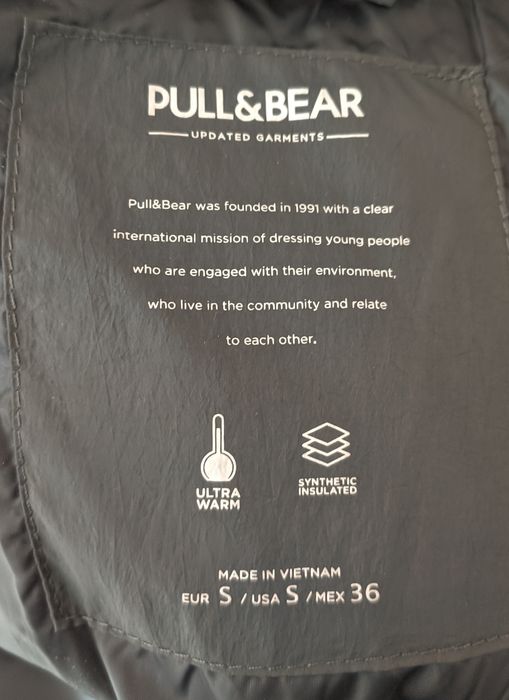 PULL&BEAR
UPDATED GARMENTS
Pull&Bear was founded in 1991 with a clear
international mission of dressing young people
who are engaged with their environment,
who live in the community and relate
to each other.
ULTRA
WARM
SYNTHETIC
INSULATED
MADE IN VIETNAM
EUR S / USA S / MEX 36